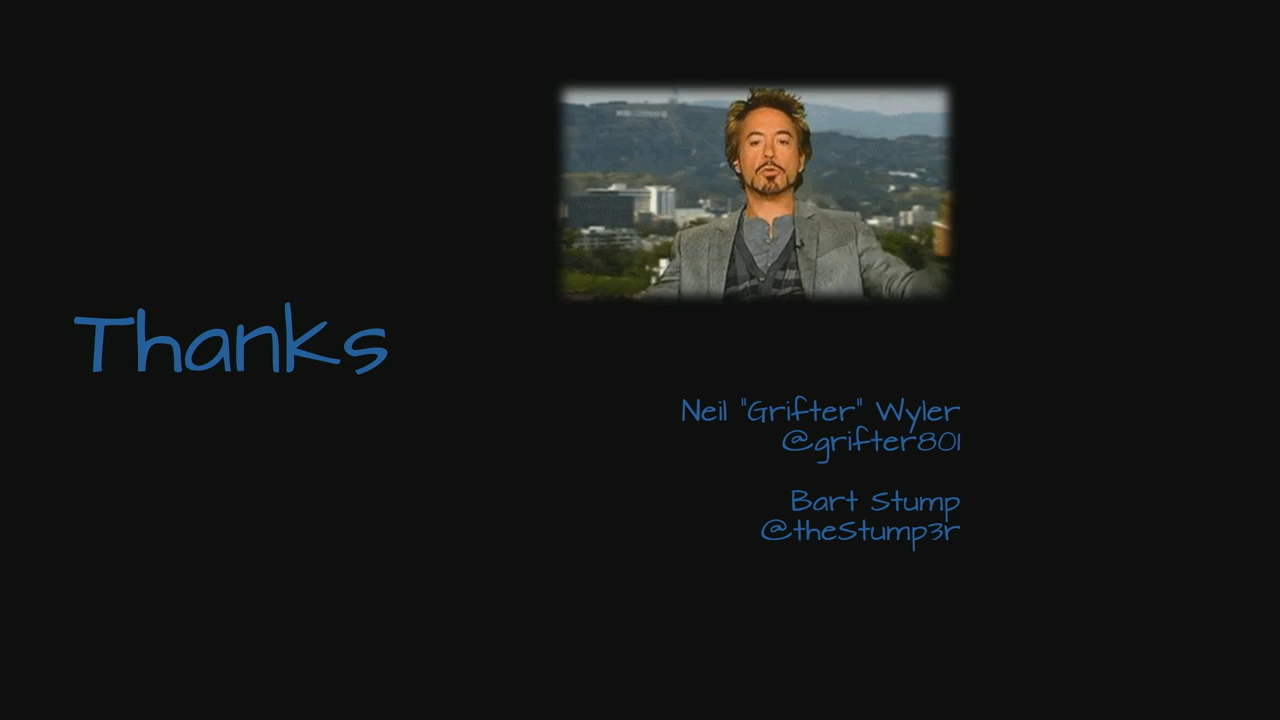 Thanks
Neil "Grifter" Wyler
@grifter801
Bart Stump
@theStump3r